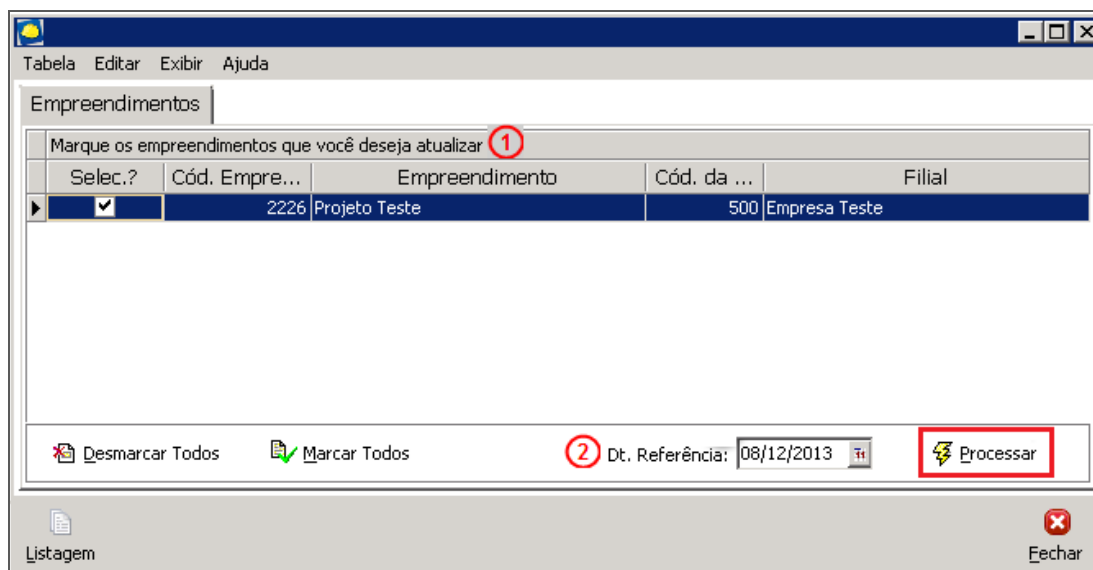 Tabela Editar Exibir Ajuda
Empreendimentos
Marque os empreendimentos que você deseja atualizar 1
Selec.? Cód. Empre... Empreendimento Cód. da ... Filial
2226 Projeto Teste 500 Empresa Teste
Desmarcar Todos Marcar Todos 2 Dt. Referência: 08/12/2013 Processar
Listagem Fechar